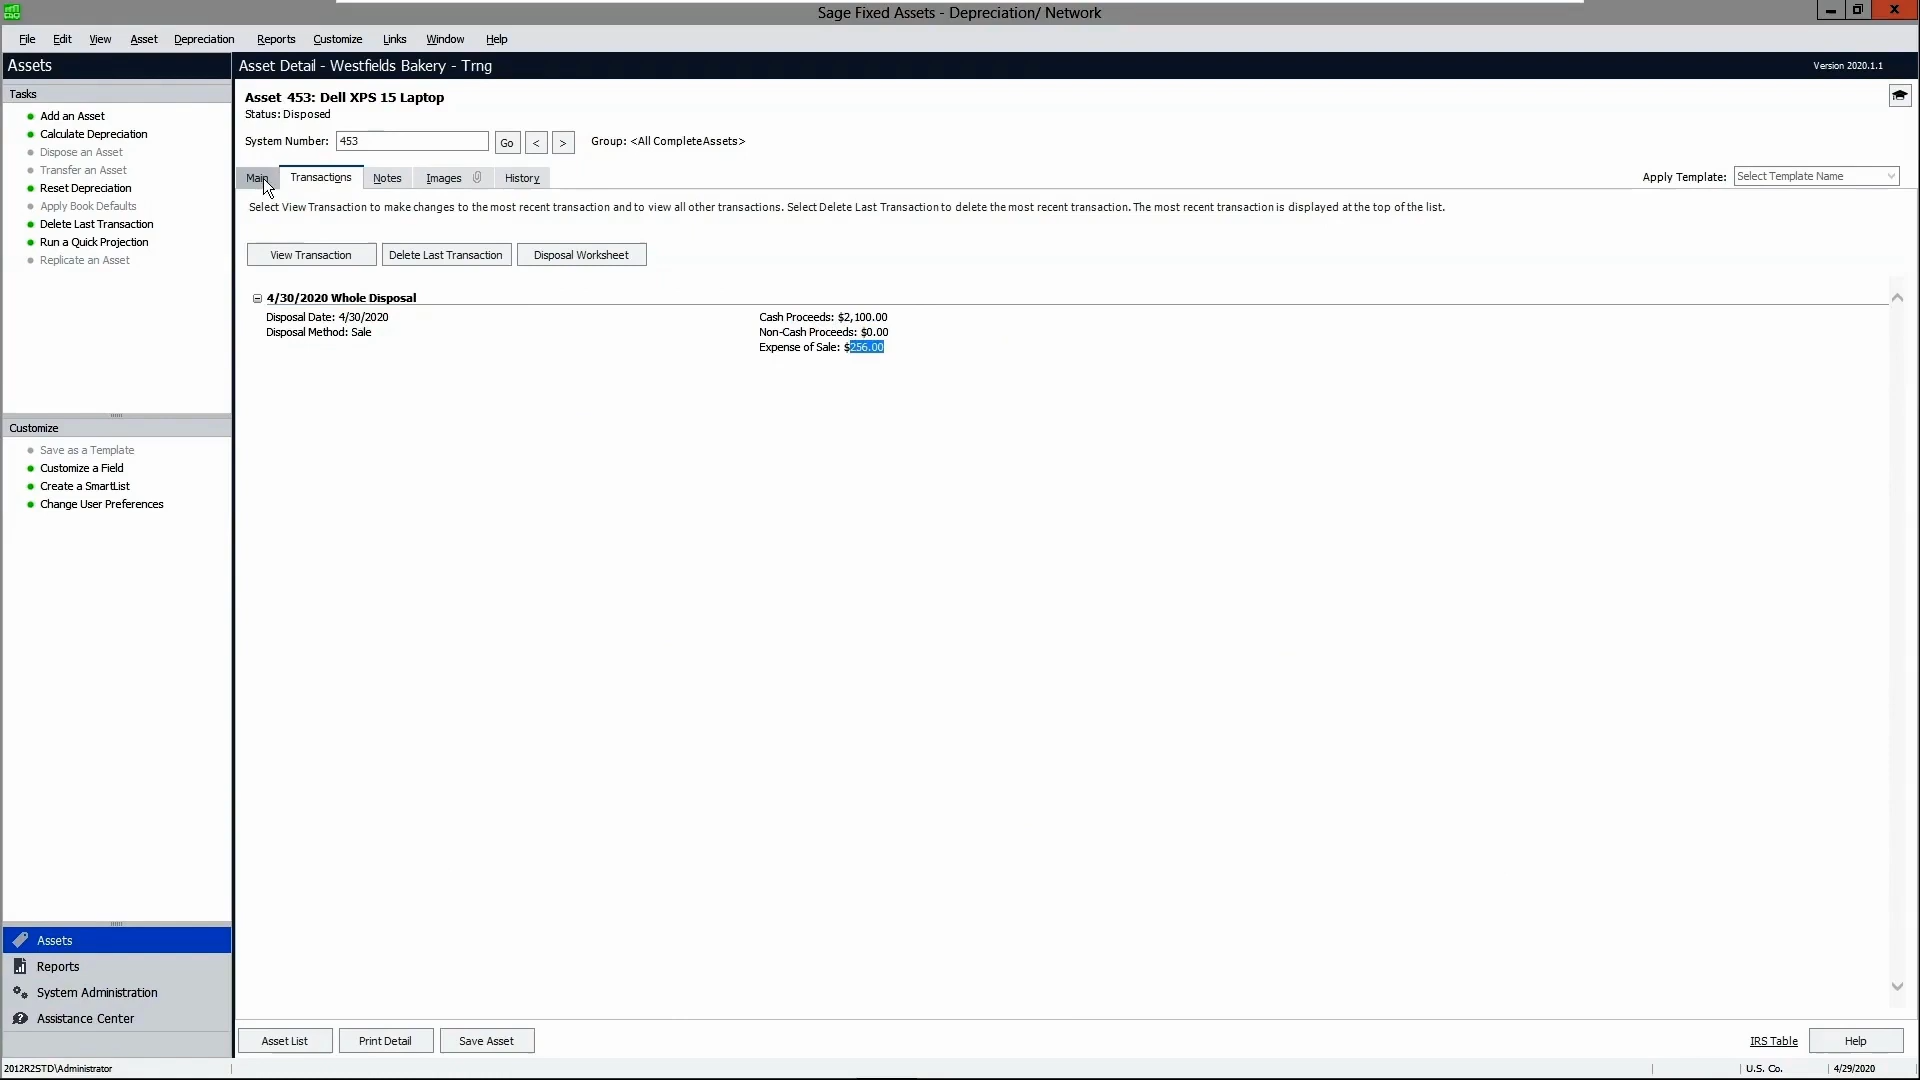 Sage Fixed Assets - Depreciation/ Network
File Edit View Asset Depreciation Reports Customize Links Window Help
Assets
Asset Detail - Westfields Bakery - Trng
Version 2020.1.1
Tasks
Add an Asset
Calculate Depreciation
Dispose an Asset
Transfer an Asset
Reset Depreciation
Apply Book Defaults
Delete Last Transaction
Run a Quick Projection
Replicate an Asset
Customize
Save as a Template
Customize a Field
Create a SmartList
Change User Preferences
Assets
Reports
System Administration
Assistance Center
Asset 453: Dell XPS 15 Laptop
Status: Disposed
System Number: 453 Go < > Group: <All CompleteAssets>
Main Transactions Notes Images History
Apply Template: Select Template Name
Select View Transaction to make changes to the most recent transaction and to view all other transactions. Select Delete Last Transaction to delete the most recent transaction. The most recent transaction is displayed at the top of the list.
View Transaction Delete Last Transaction Disposal Worksheet
4/30/2020 Whole Disposal
Disposal Date: 4/30/2020
Disposal Method: Sale
Cash Proceeds: $2,100.00
Non-Cash Proceeds: $0.00
Expense of Sale: $256.00
Asset List Print Detail Save Asset
IRS Table Help
2012R2STD\Administrator
U.S. Co. 4/29/2020